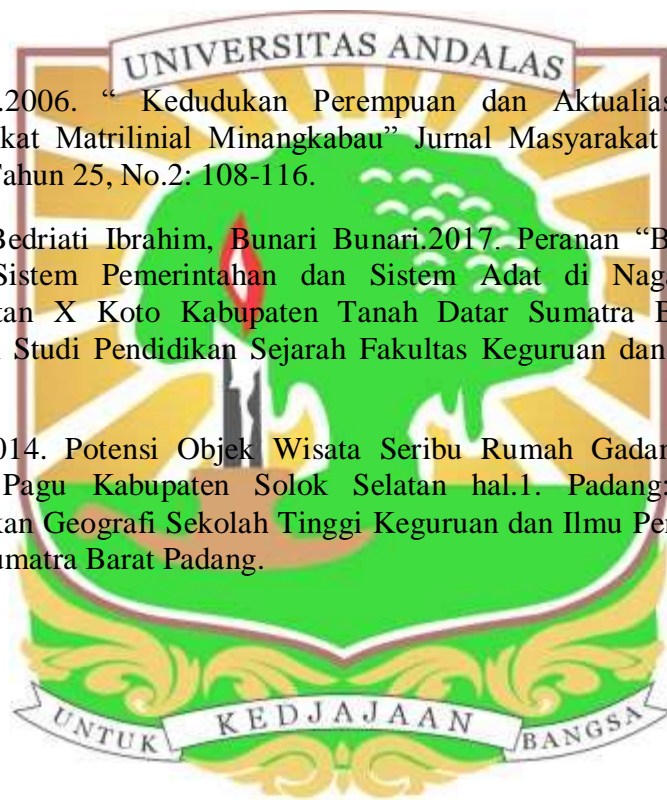 UNIVERSITAS ANDALAS
.2006. “ Kedudukan Perempuan dan Aktualias
kat Matrilinial Minangkabau” Jurnal Masyarakat
Tahun 25, No.2: 108-116.
Bedriati Ibrahim, Bunari Bunari.2017. Peranan “B
Sistem Pemerintahan dan Sistem Adat di Naga
tan X Koto Kabupaten Tanah Datar Sumatra B
Studi Pendidikan Sejarah Fakultas Keguruan dan
014. Potensi Objek Wisata Seribu Rumah Gadan
Pagu Kabupaten Solok Selatan hal.1. Padang:
kan Geografi Sekolah Tinggi Keguruan dan Ilmu Pe
umatra Barat Padang.
UNTUK KEDJAJAAN BANGSA